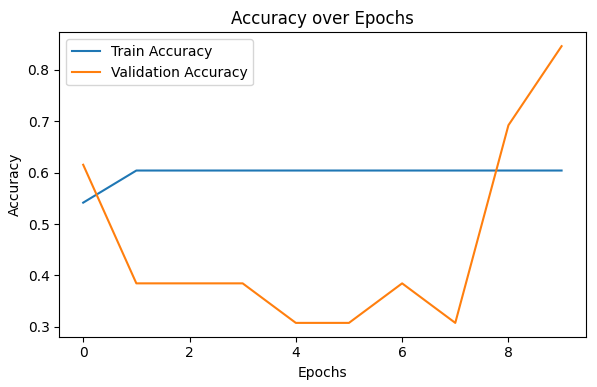 Accuracy over Epochs
Train Accuracy
Validation Accuracy
0.8
0.7
0.6
0.5
0.4
0.3
Accuracy
0 2 4 6 8
Epochs